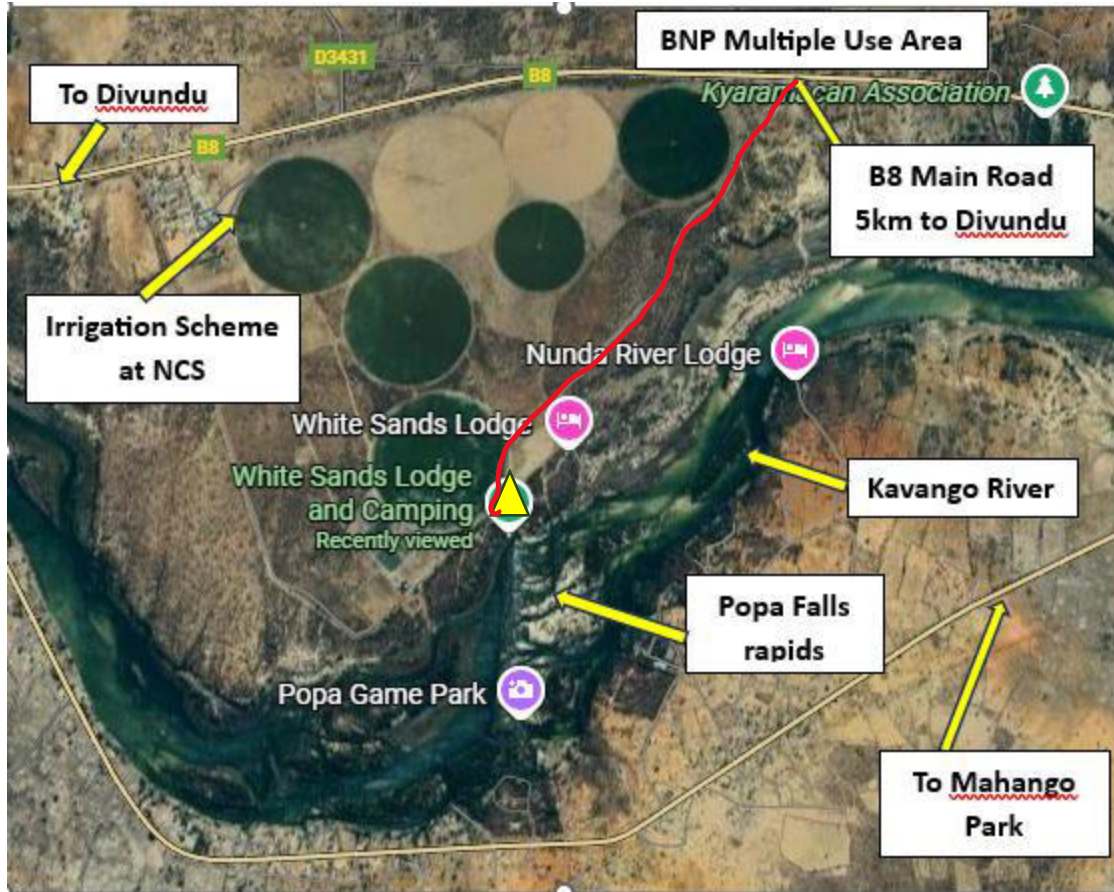 BNP Multiple Use Area
D3431
B8
To Divundu
Kyaramacan Association
B8
B8 Main Road
5km to Divundu
Irrigation Scheme
at NCS
Nunda River Lodge
White Sands Lodge
White Sands Lodge
and Camping
Recently viewed
Kavango River
Popa Falls
rapids
Popa Game Park
To Mahango
Park